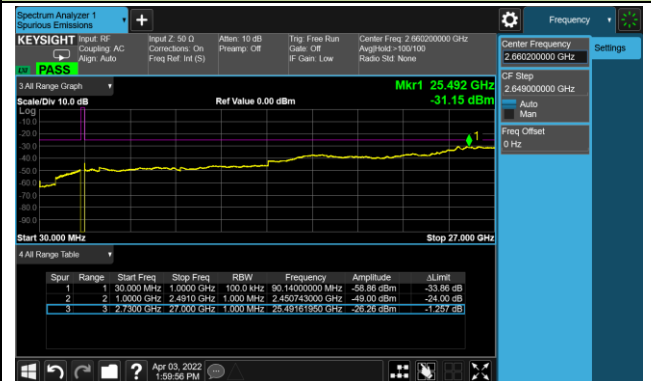 Spectrum Analyzer 1
Spurious Emissions
Frequency
KEYSIGHT Input: RF Input Z: 50 Ω Atten: 10 dB Trig: Free Run Center Freq: 2.660200000 GHz
Coupling: AC Corrections: On Preamp: Off Gate: Off Avg|Hold:>100/100
Align: Auto Freq Ref: Int (S) IF Gain: Low Radio Std: None
PASS
Center Frequency
2.660200000 GHz
Settings
CF Step
2.649000000 GHz
Auto
Man
Freq Offset
0 Hz
3 All Range Graph
Mkr1 25.492 GHz
Scale/Div 10.0 dB Ref Value 0.00 dBm -31.15 dBm
Log
-10.0
-20.0
-30.0
-40.0
-50.0
-60.0
-70.0
-80.0
-90.0
1
Start 30.000 MHz Stop 27.000 GHz
4 All Range Table
Spur Range Start Freq Stop Freq RBW Frequency Amplitude ΔLimit
1 1 30.000 MHz 1.0000 GHz 100.0 kHz 90.14000000 MHz -58.86 dBm -33.86 dB
2 2 1.0000 GHz 2.4910 GHz 1.000 MHz 2.450743000 GHz -49.00 dBm -24.00 dB
3 3 2.7300 GHz 27.000 GHz 1.000 MHz 25.49161950 GHz -26.26 dBm -1.257 dB
?
Apr 03, 2022
1:59:56 PM